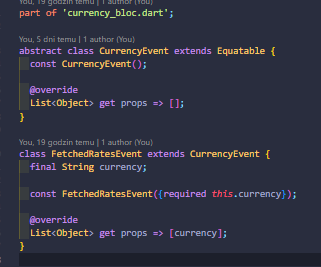 You, 19 godzin temu | 1 author (You)
part of 'currency_bloc.dart';
You, 5 dni temu | 1 author (You)
abstract class CurrencyEvent extends Equatable {
  const CurrencyEvent();
  @override
  List<Object> get props => [];
}
You, 19 godzin temu | 1 author (You)
class FetchedRatesEvent extends CurrencyEvent {
  final String currency;
  const FetchedRatesEvent({required this.currency});
  @override
  List<Object> get props => [currency];
}